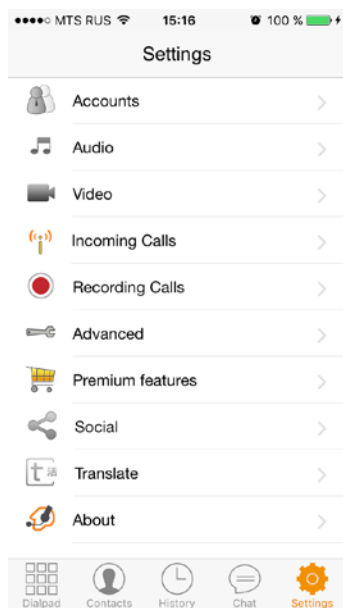 MTS RUS 15:16 100 %
Settings
Accounts
Audio
Video
Incoming Calls
Recording Calls
Advanced
Premium features
Social
t
Translate
About
Dialpad Contacts History Chat Settings